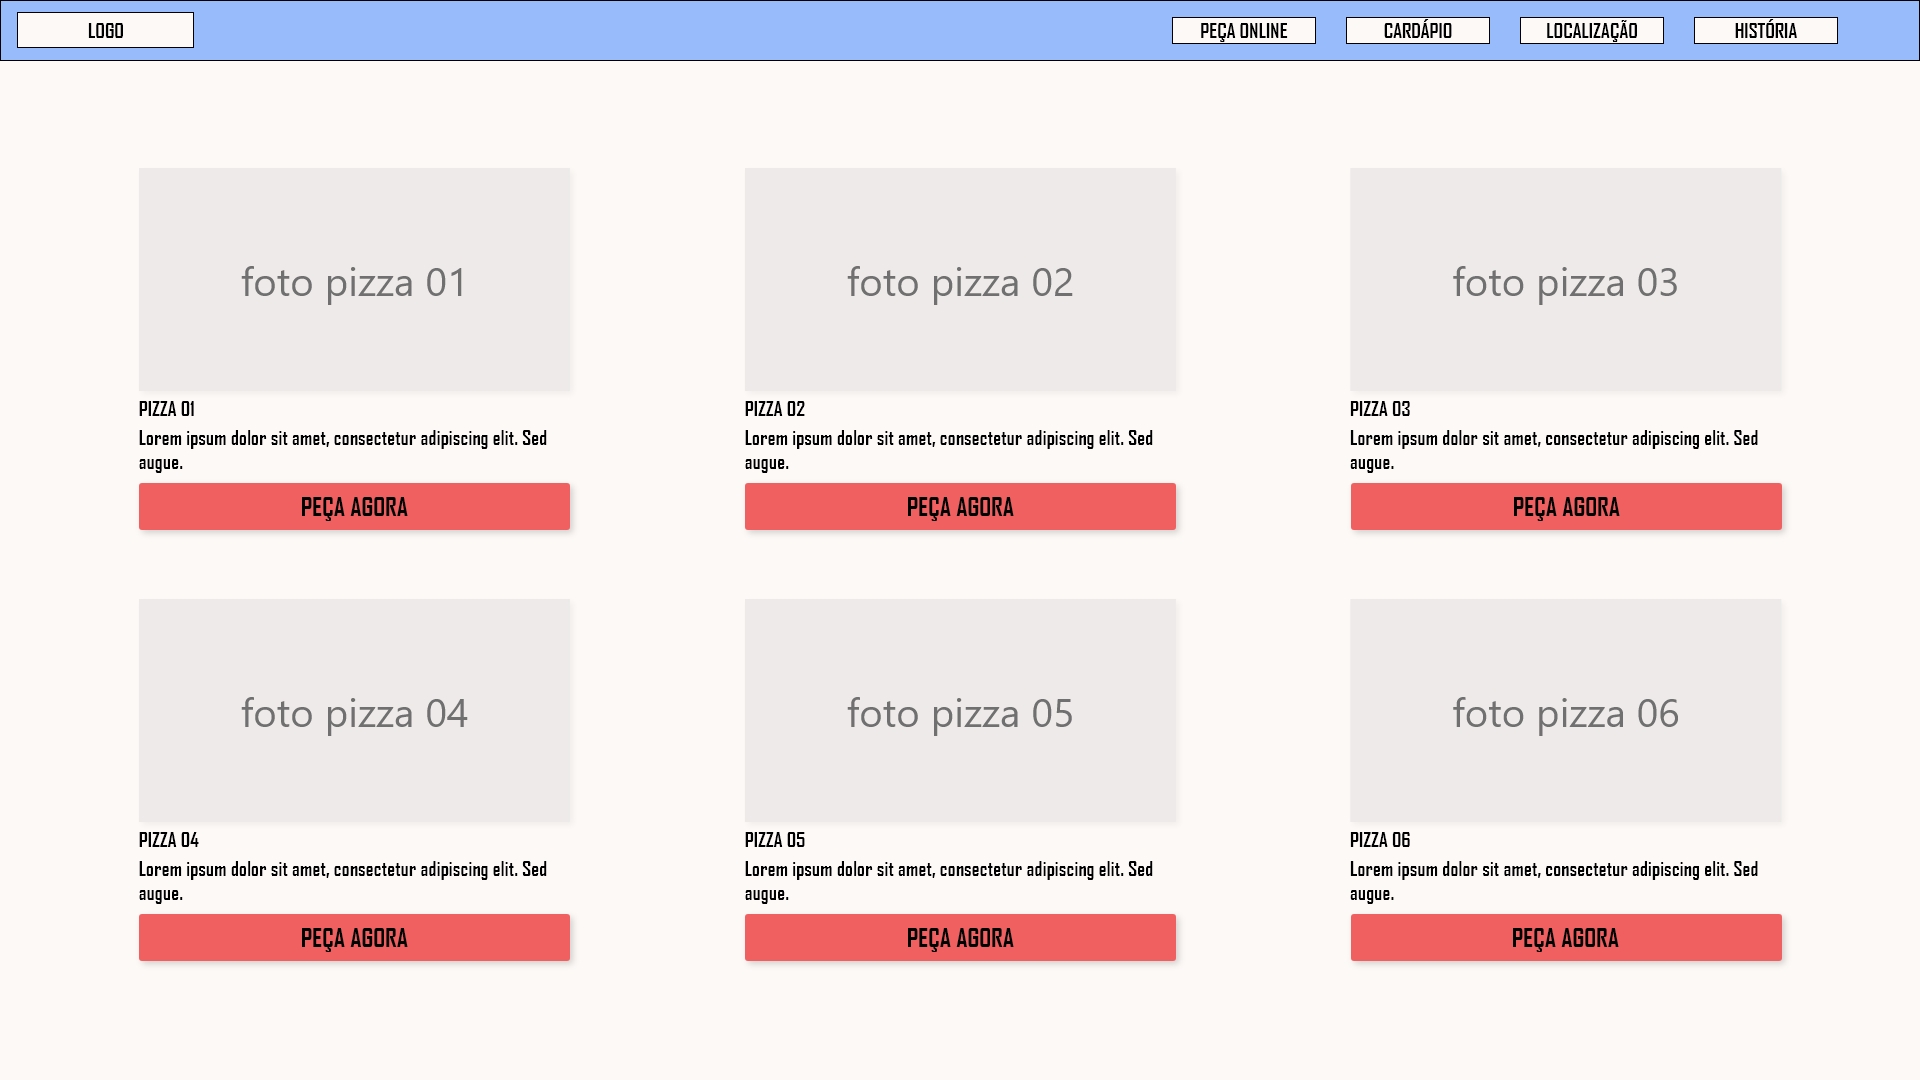 LOGO
PEÇA ONLINE
CARDÁPIO
LOCALIZAÇÃO
HISTÓRIA
foto pizza 01
PIZZA 01
Lorem ipsum dolor sit amet, consectetur adipiscing elit. Sed
augue.
PEÇA AGORA
foto pizza 02
PIZZA 02
Lorem ipsum dolor sit amet, consectetur adipiscing elit. Sed
augue.
PEÇA AGORA
foto pizza 03
PIZZA 03
Lorem ipsum dolor sit amet, consectetur adipiscing elit. Sed
augue.
PEÇA AGORA
foto pizza 04
PIZZA 04
Lorem ipsum dolor sit amet, consectetur adipiscing elit. Sed
augue.
PEÇA AGORA
foto pizza 05
PIZZA 05
Lorem ipsum dolor sit amet, consectetur adipiscing elit. Sed
augue.
PEÇA AGORA
foto pizza 06
PIZZA 06
Lorem ipsum dolor sit amet, consectetur adipiscing elit. Sed
augue.
PEÇA AGORA